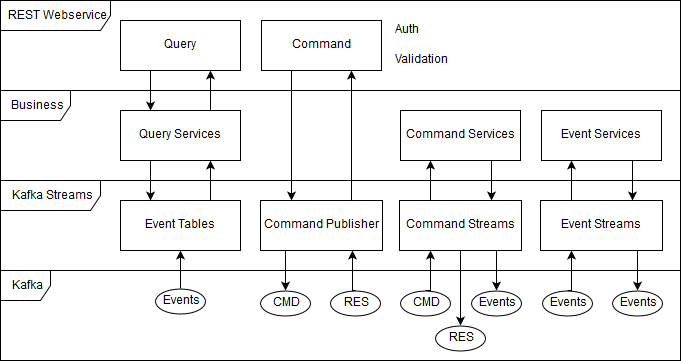 REST Webservice
Query
Command
Auth
Validation
Business
Query Services
Command Services
Event Services
Kafka Streams
Event Tables
Command Publisher
Command Streams
Event Streams
Kafka
Events
CMD
RES
CMD
Events
Events
Events
RES